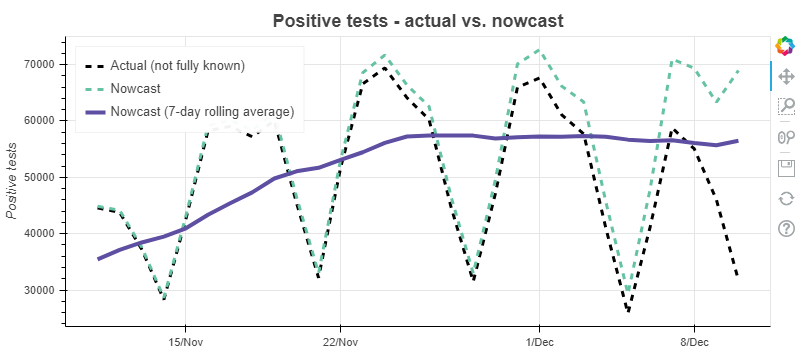 Positive tests - actual vs. nowcast
70000
60000
50000
40000
30000
Positive tests
Actual (not fully known)
Nowcast
Nowcast (7-day rolling average)
15/Nov
22/Nov
1/Dec
8/Dec